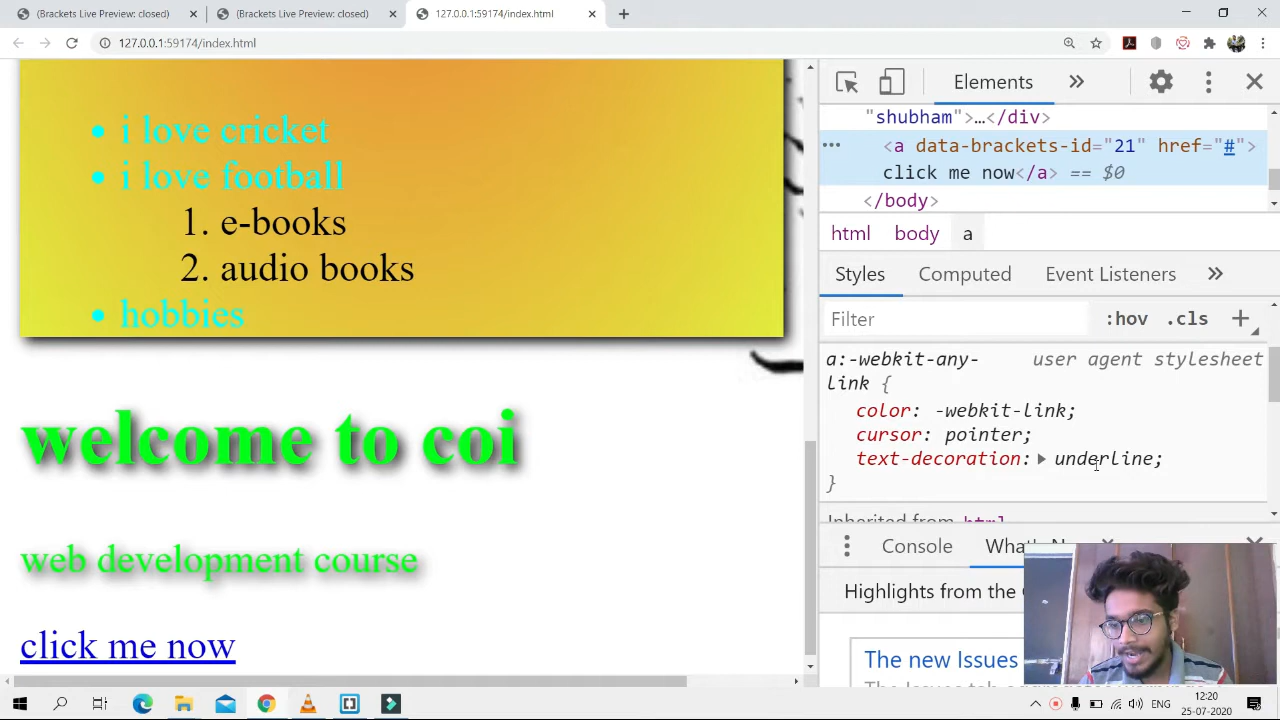 (Brackets Live Preview: closed)
(Brackets Live Preview: closed)
127.0.0.1:59174/index.html
127.0.0.1:59174/index.html
i love cricket
i love football
1. e-books
2. audio books
hobbies
welcome to coi
web development course
click me now
Elements
"shubham">…</div>
<a data-brackets-id="21" href="#">
click me now</a> == $0
</body>
html body a
Styles Computed Event Listeners
Filter :hov .cls
a:-webkit-any- user agent stylesheet
link {
color: -webkit-link;
cursor: pointer;
text-decoration: underline;
}
Inherited from html
Console What's
Highlights from the
The new Issues
12:20
ENG
25-07-2020